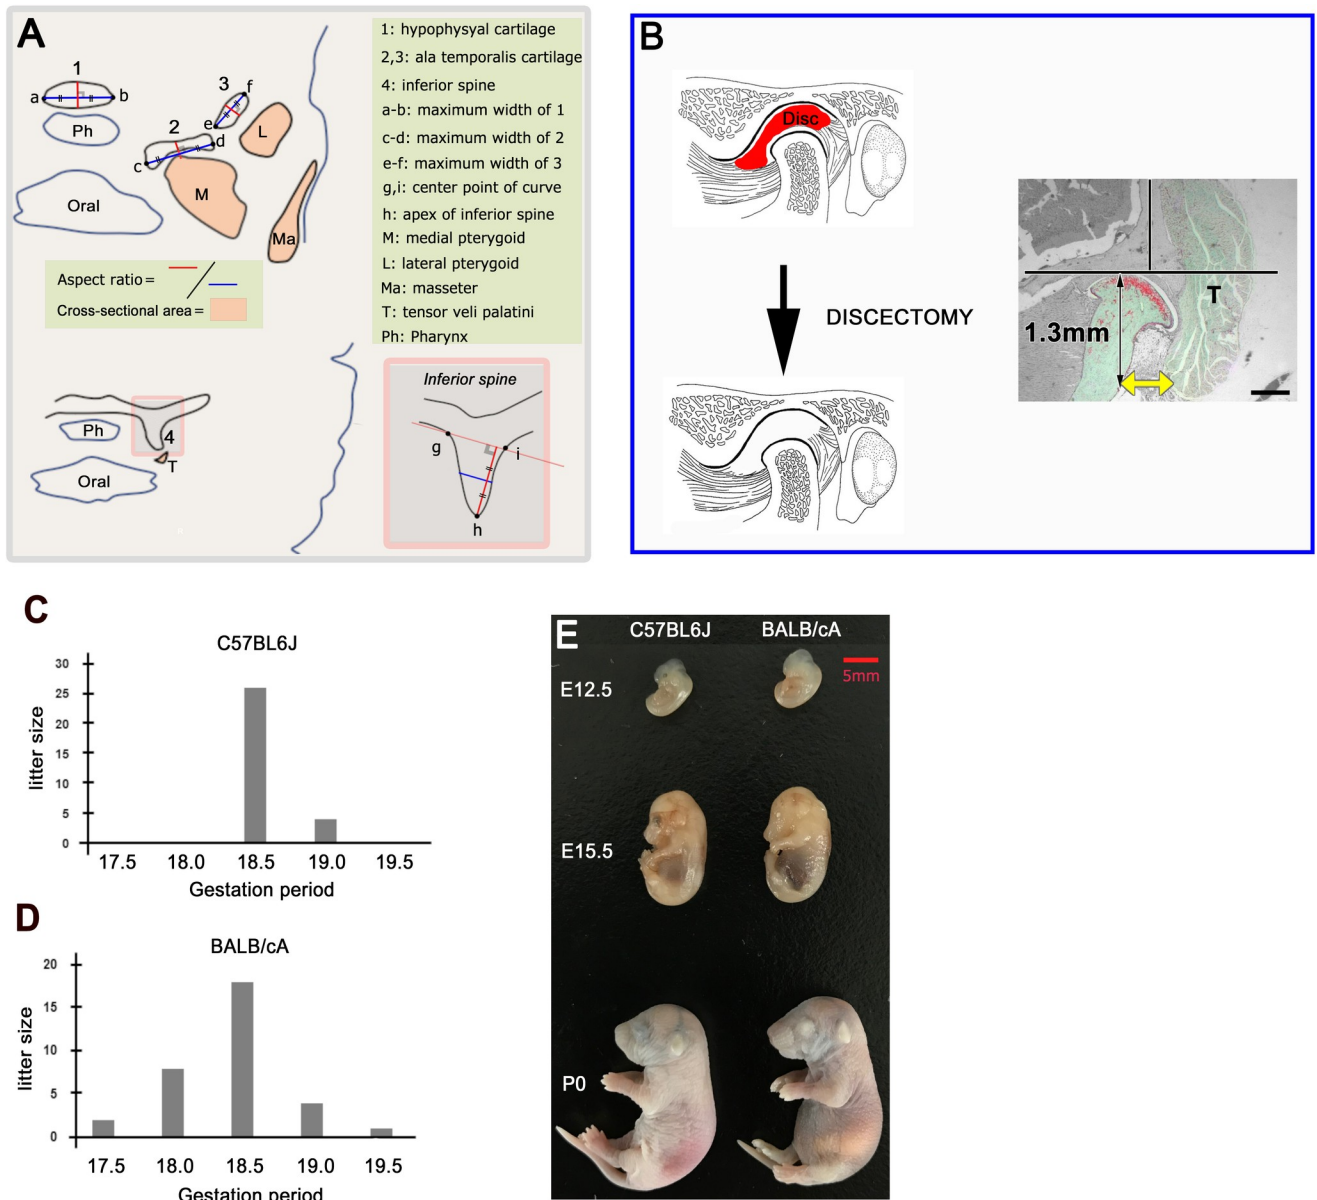 A
1
a
b
Ph
2
c
d
3
e
f
L
M
Ma
Oral
Aspect ratio= /
Cross-sectional area=
1: hypophysyal cartilage
2,3: ala temporalis cartilage
4: inferior spine
a-b: maximum width of 1
c-d: maximum width of 2
e-f: maximum width of 3
g,i: center point of curve
h: apex of inferior spine
M: medial pterygoid
L: lateral pterygoid
Ma: masseter
T: tensor veli palatini
Ph: Pharynx
Ph
4
T
Oral
Inferior spine
g
i
h
B
Disc
DISCECTOMY
T
1.3mm
C
C57BL6J
litter size
30
25
20
15
10
5
0
17.5 18.0 18.5 19.0 19.5
Gestation period
D
BALB/cA
litter size
20
15
10
5
0
17.5 18.0 18.5 19.0 19.5
Gestation period
E
C57BL6J BALB/cA
5mm
E12.5
E15.5
P0